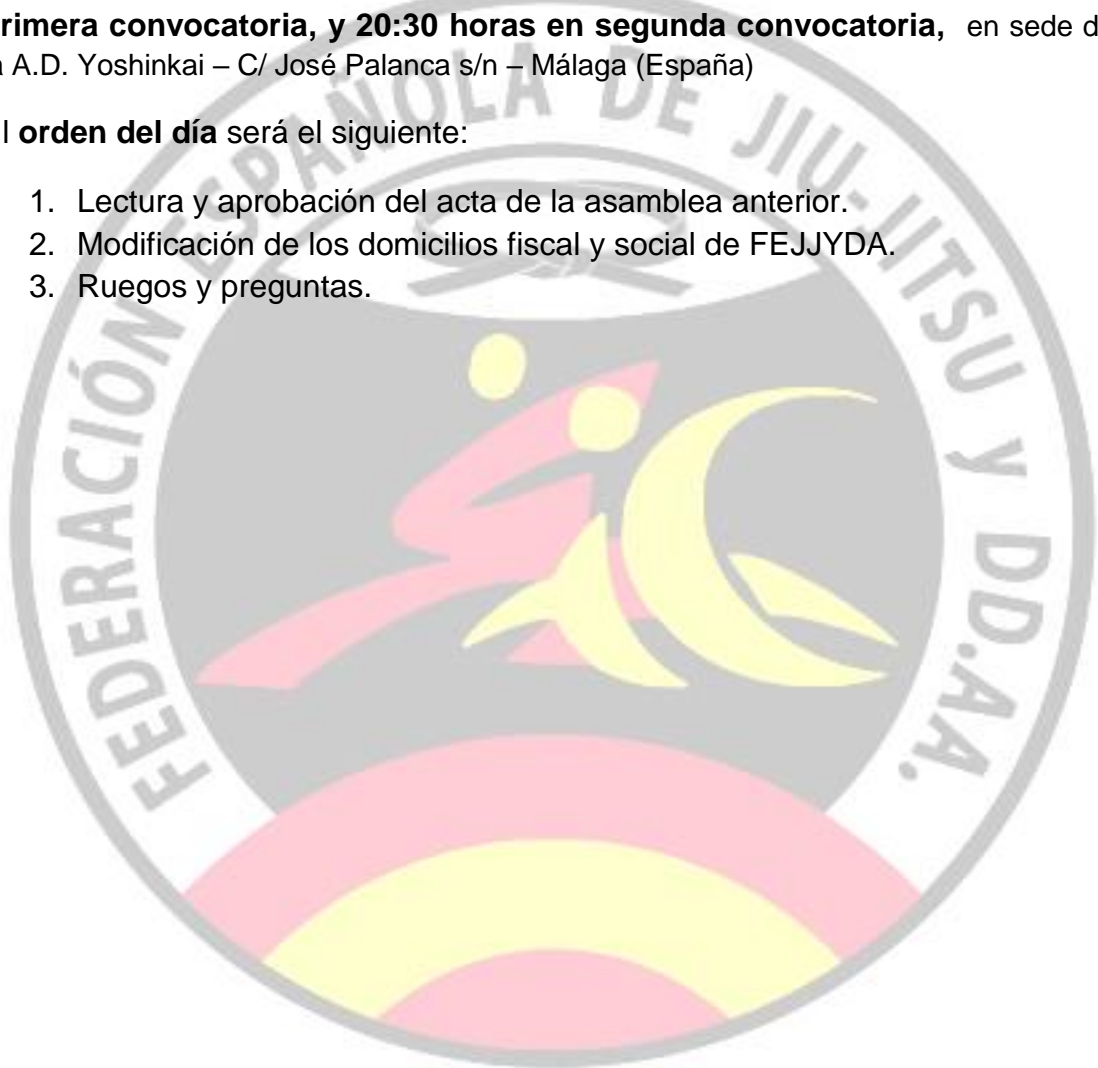 rimera convocatoria, y 20:30 horas en segunda convocatoria, en sede d
a A.D. Yoshinkai – C/ José Palanca s/n – Málaga (España)
l orden del día será el siguiente:
1. Lectura y aprobación del acta de la asamblea anterior.
2. Modificación de los domicilios fiscal y social de FEJJYDA.
3. Ruegos y preguntas.
FEDERACIÓN ESPAÑOLA DE JIU-JITSU Y DD.AA.